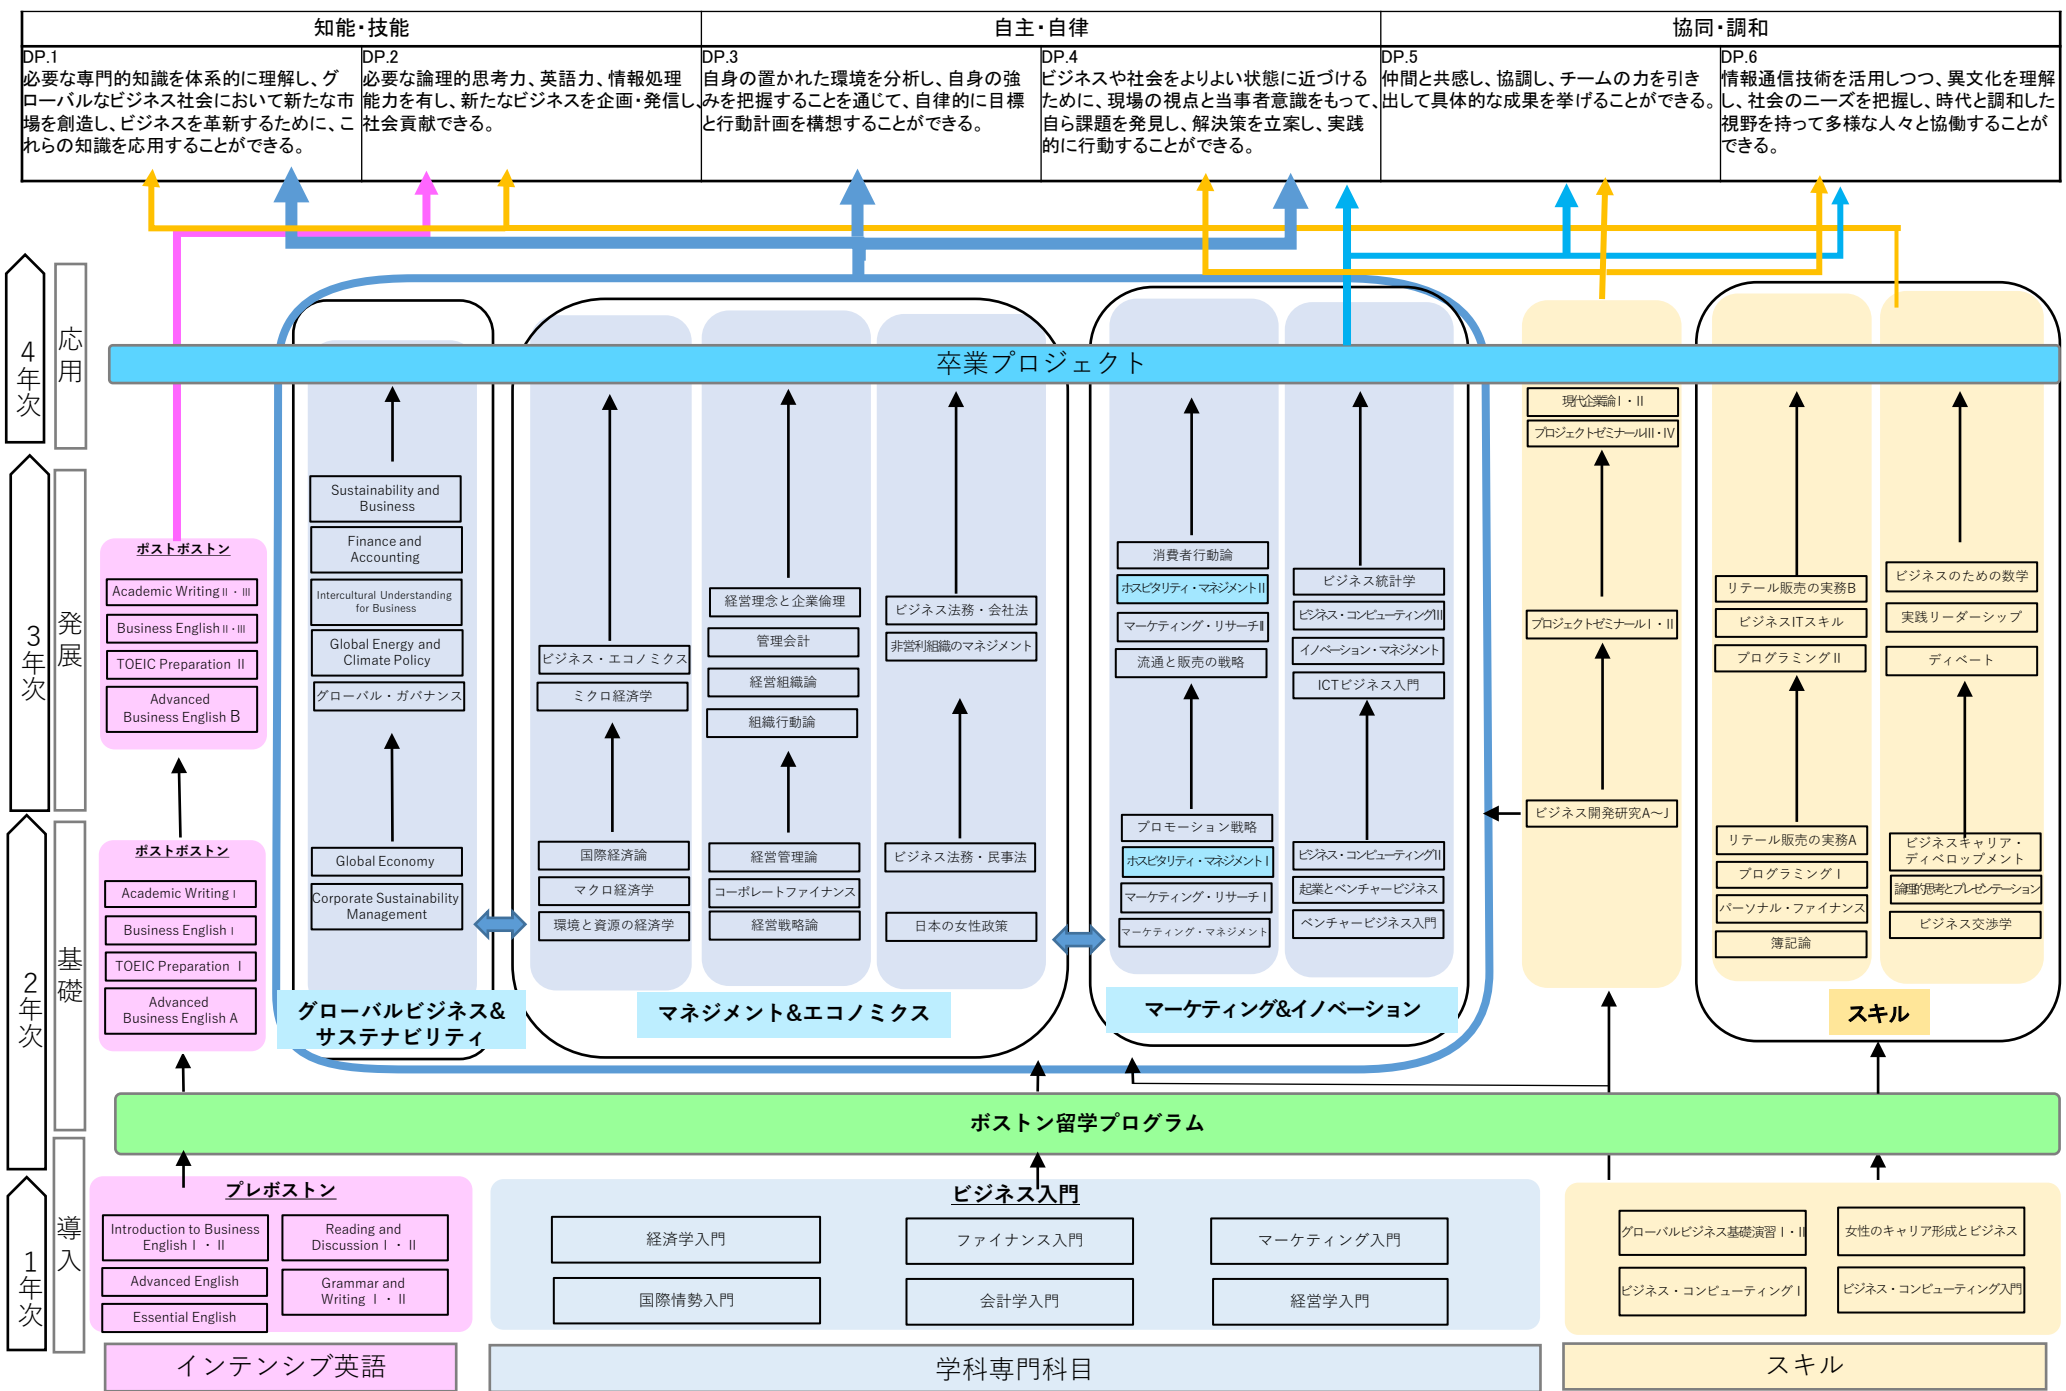 知能・技能
自主・自律
協同・調和
DP.1
必要な専門的知識を体系的に理解し、グ
ローバルなビジネス社会において新たな市
場を創造し、ビジネスを革新するために、こ
れらの知識を応用することができる。
DP.2
必要な論理的思考力、英語力、情報処理
能力を有し、新たなビジネスを企画・発信し、
社会貢献できる。
DP.3
自身の置かれた環境を分析し、自身の強
みを把握することを通じて、自律的に目標
と行動計画を構想することができる。
DP.4
ビジネスや社会をよりよい状態に近づける
ために、現場の視点と当事者意識をもって、
自ら課題を発見し、解決策を立案し、実践
的に行動することができる。
DP.5
仲間と共感し、協調し、チームの力を引き
出して具体的な成果を挙げることができる。
DP.6
情報通信技術を活用しつつ、異文化を理解
し、社会のニーズを把握し、時代と調和した
視野を持って多様な人々と協働することが
できる。
4年次
応用
卒業プロジェクト
3年次
発展
2年次
基礎
1年次
導入
ポストボストン
Academic Writing II・III
Business English II・III
TOEIC Preparation II
Advanced
Business English B
ポストボストン
Academic Writing I
Business English I
TOEIC Preparation I
Advanced
Business English A
Sustainability and
Business
Finance and
Accounting
Intercultural Understanding
for Business
Global Energy and
Climate Policy
グローバル・ガバナンス
Global Economy
Corporate Sustainability
Management
グローバルビジネス&
サステナビリティ
ビジネス・エコノミクス
ミクロ経済学
国際経済論
マクロ経済学
環境と資源の経済学
経営理念と企業倫理
管理会計
経営組織論
組織行動論
経営管理論
コーポレートファイナンス
経営戦略論
ビジネス法務・会社法
非営利組織のマネジメント
ビジネス法務・民事法
日本の女性政策
マネジメント&エコノミクス
消費者行動論
ホスピタリティ・マネジメントII
マーケティング・リサーチII
流通と販売の戦略
プロモーション戦略
ホスピタリティ・マネジメントI
マーケティング・リサーチI
マーケティング・マネジメント
ビジネス統計学
ビジネス・コンピューティングIII
イノベーション・マネジメント
ICTビジネス入門
ビジネス・コンピューティングII
起業とベンチャービジネス
ベンチャービジネス入門
マーケティング&イノベーション
現代企業論I・II
プロジェクトゼミナールIII・IV
プロジェクトゼミナールI・II
ビジネス開発研究A～J
リテール販売の実務B
ビジネスITスキル
プログラミングII
リテール販売の実務A
プログラミングI
パーソナル・ファイナンス
簿記論
ビジネスのための数学
実践リーダーシップ
ディベート
ビジネスキャリア・
ディベロップメント
論理的思考とプレゼンテーション
ビジネス交渉学
スキル
ボストン留学プログラム
プレボストン
Introduction to Business
English I・II
Reading and
Discussion I・II
Advanced English
Grammar and
Writing I・II
Essential English
ビジネス入門
経済学入門
ファイナンス入門
マーケティング入門
国際情勢入門
会計学入門
経営学入門
グローバルビジネス基礎演習I・II
女性のキャリア形成とビジネス
ビジネス・コンピューティングI
ビジネス・コンピューティング入門
インテンシブ英語
学科専門科目
スキル